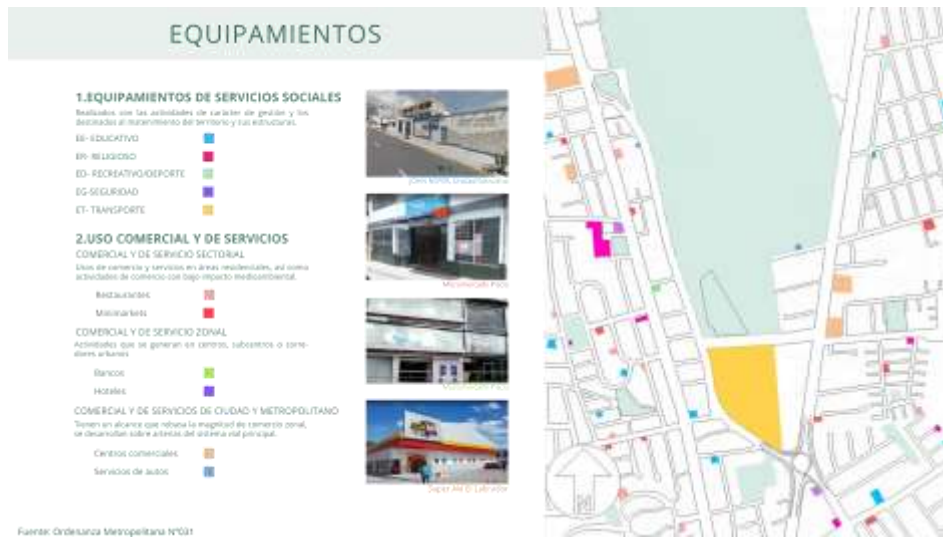 EQUIPAMIENTOS
1.EQUIPAMIENTOS DE SERVICIOS SOCIALES
Realizados con las actividades de carácter de gestión y los
destinados al mantenimiento del territorio y sus estructuras.
EE- EDUCATIVO
ER- RELIGIOSO
ED- RECREATIVO/DEPORTE
EG-SEGURIDAD
ET- TRANSPORTE
2.USO COMERCIAL Y DE SERVICIOS
COMERCIAL Y DE SERVICIO SECTORIAL
Usos de comercio y servicios en áreas residenciales, así como
actividades de comercio con bajo impacto medioambiental.
Restaurantes
Minimarkets
COMERCIAL Y DE SERVICIO ZONAL
Actividades que se generan en centros, subcentros o corre-
dores urbanos
Bancos
Hoteles
COMERCIAL Y DE SERVICIOS DE CIUDAD Y METROPOLITANO
Tienen un alcance que rebasa la magnitud de comercio zonal,
se desarrollan sobre arterias del sistema vial principal.
Centros comerciales
Servicios de autos
Super Aki El Labrador
N
Fuente: Ordenanza Metropolitana N°031